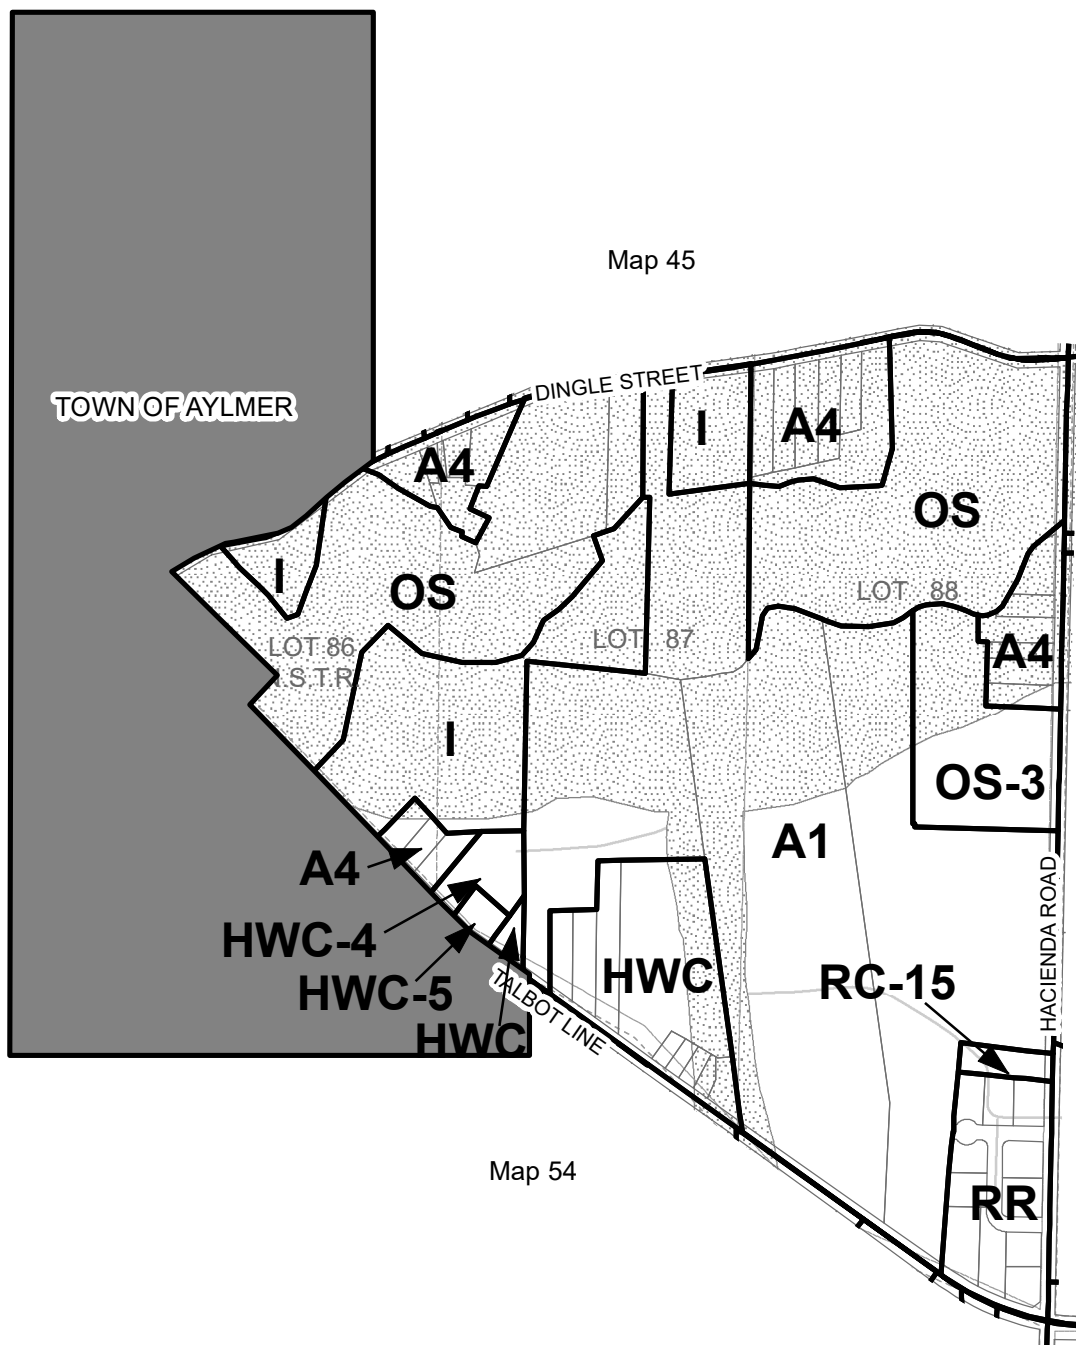 Map 45
DINGLE STREET
TOWN OF AYLMER
I
A4
A4
OS
I
OS
LOT 88
LOT 86
LOT 87
N.S.T.R
A4
I
OS-3
A1
A4
HWC-4
HACIENDA ROAD
HWC
RC-15
HWC-5
TALBOT LINE
HWC
Map 54
RR